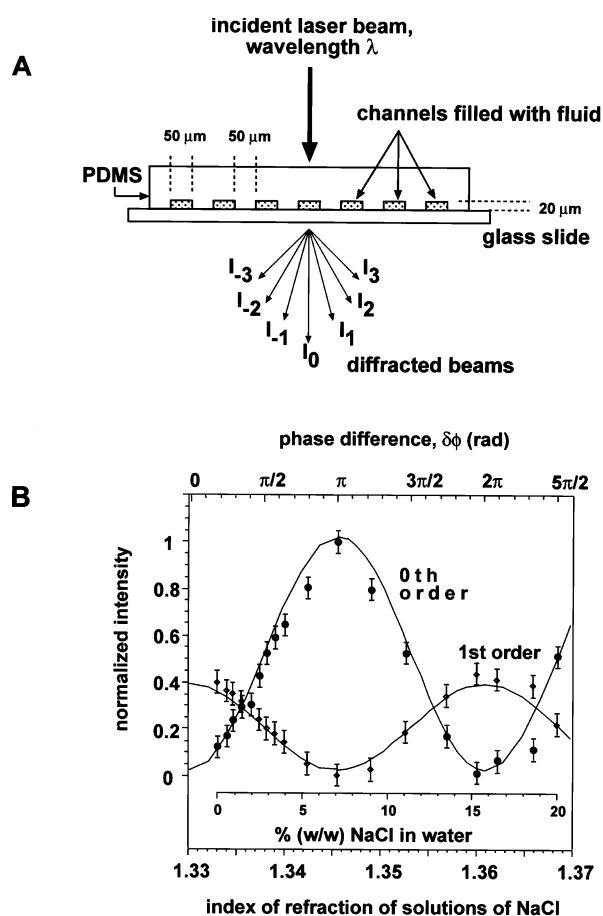 incident laser beam,
wavelength λ
A
channels filled with fluid
50 μm 50 μm
PDMS
20 μm
glass slide
I-3 I3
I-2 I2
I-1 I1
I0
diffracted beams
phase difference, δϕ (rad)
0 π/2 π 3π/2 2π 5π/2
B
1
0th
order
0.8
0.6
1st order
normalized intensity
0.4
0.2
0
0 5 10 15 20
% (w/w) NaCl in water
1.33 1.34 1.35 1.36 1.37
index of refraction of solutions of NaCl